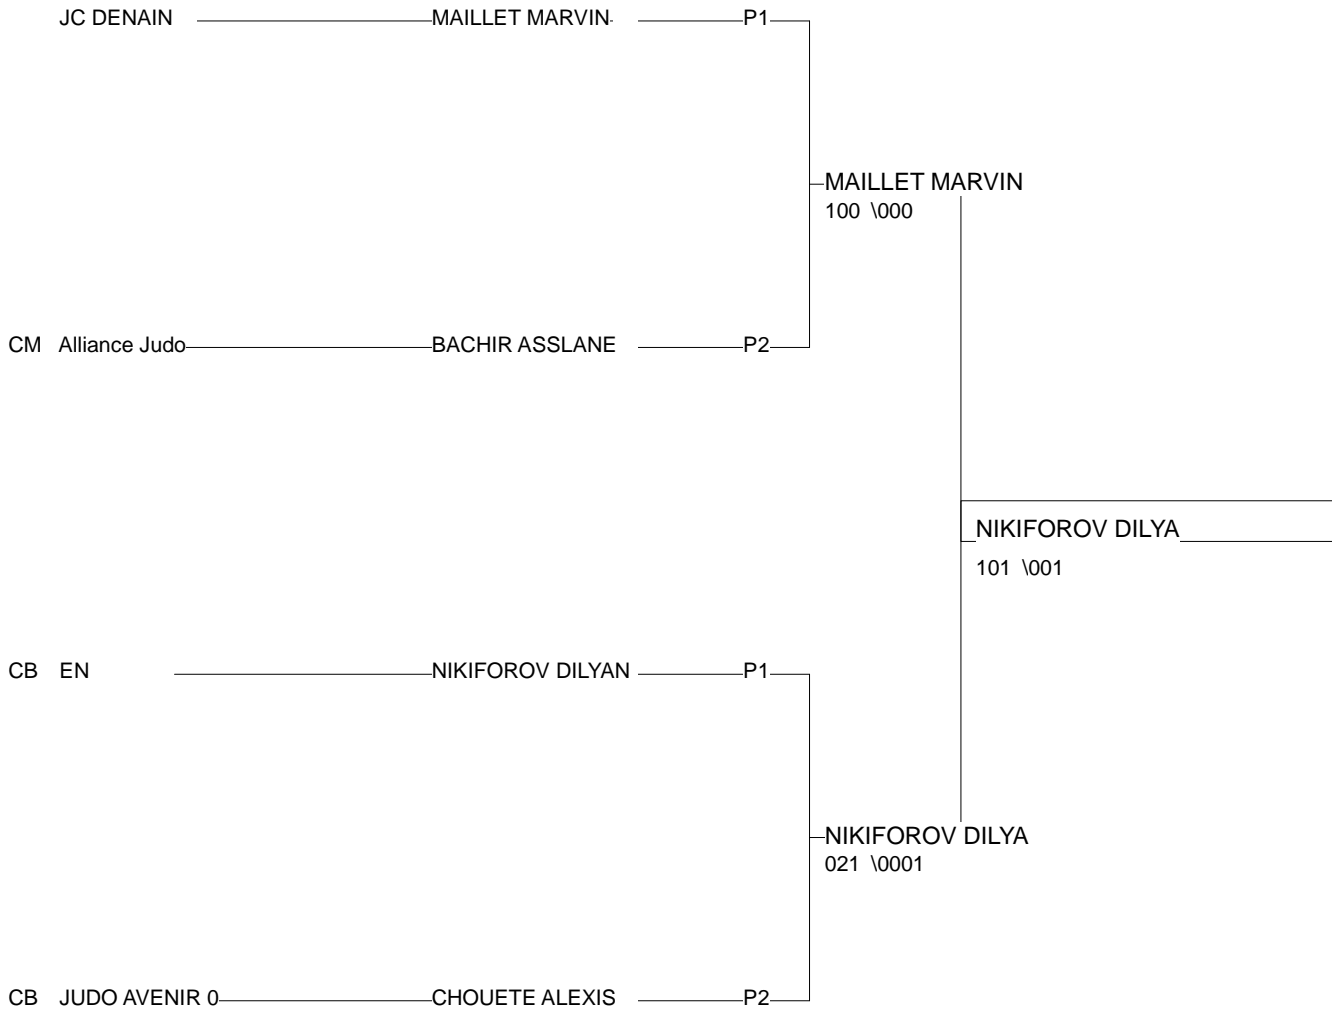 JC DENAIN MAILLET MARVIN P1
MAILLET MARVIN
100 \000
CM Alliance Judo BACHIR ASSLANE P2
NIKIFOROV DILYA
101 \001
CB EN NIKIFOROV DILYAN P1
NIKIFOROV DILYA
021 \0001
CB JUDO AVENIR 0 CHOUETE ALEXIS P2